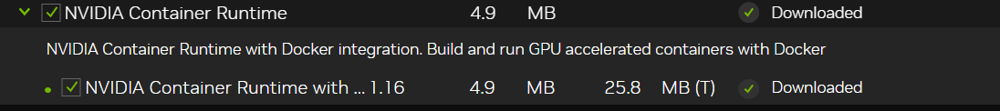 NVIDIA Container Runtime 4.9 MB Downloaded
NVIDIA Container Runtime with Docker integration. Build and run GPU accelerated containers with Docker
NVIDIA Container Runtime with ... 1.16 4.9 MB 25.8 MB (T) Downloaded